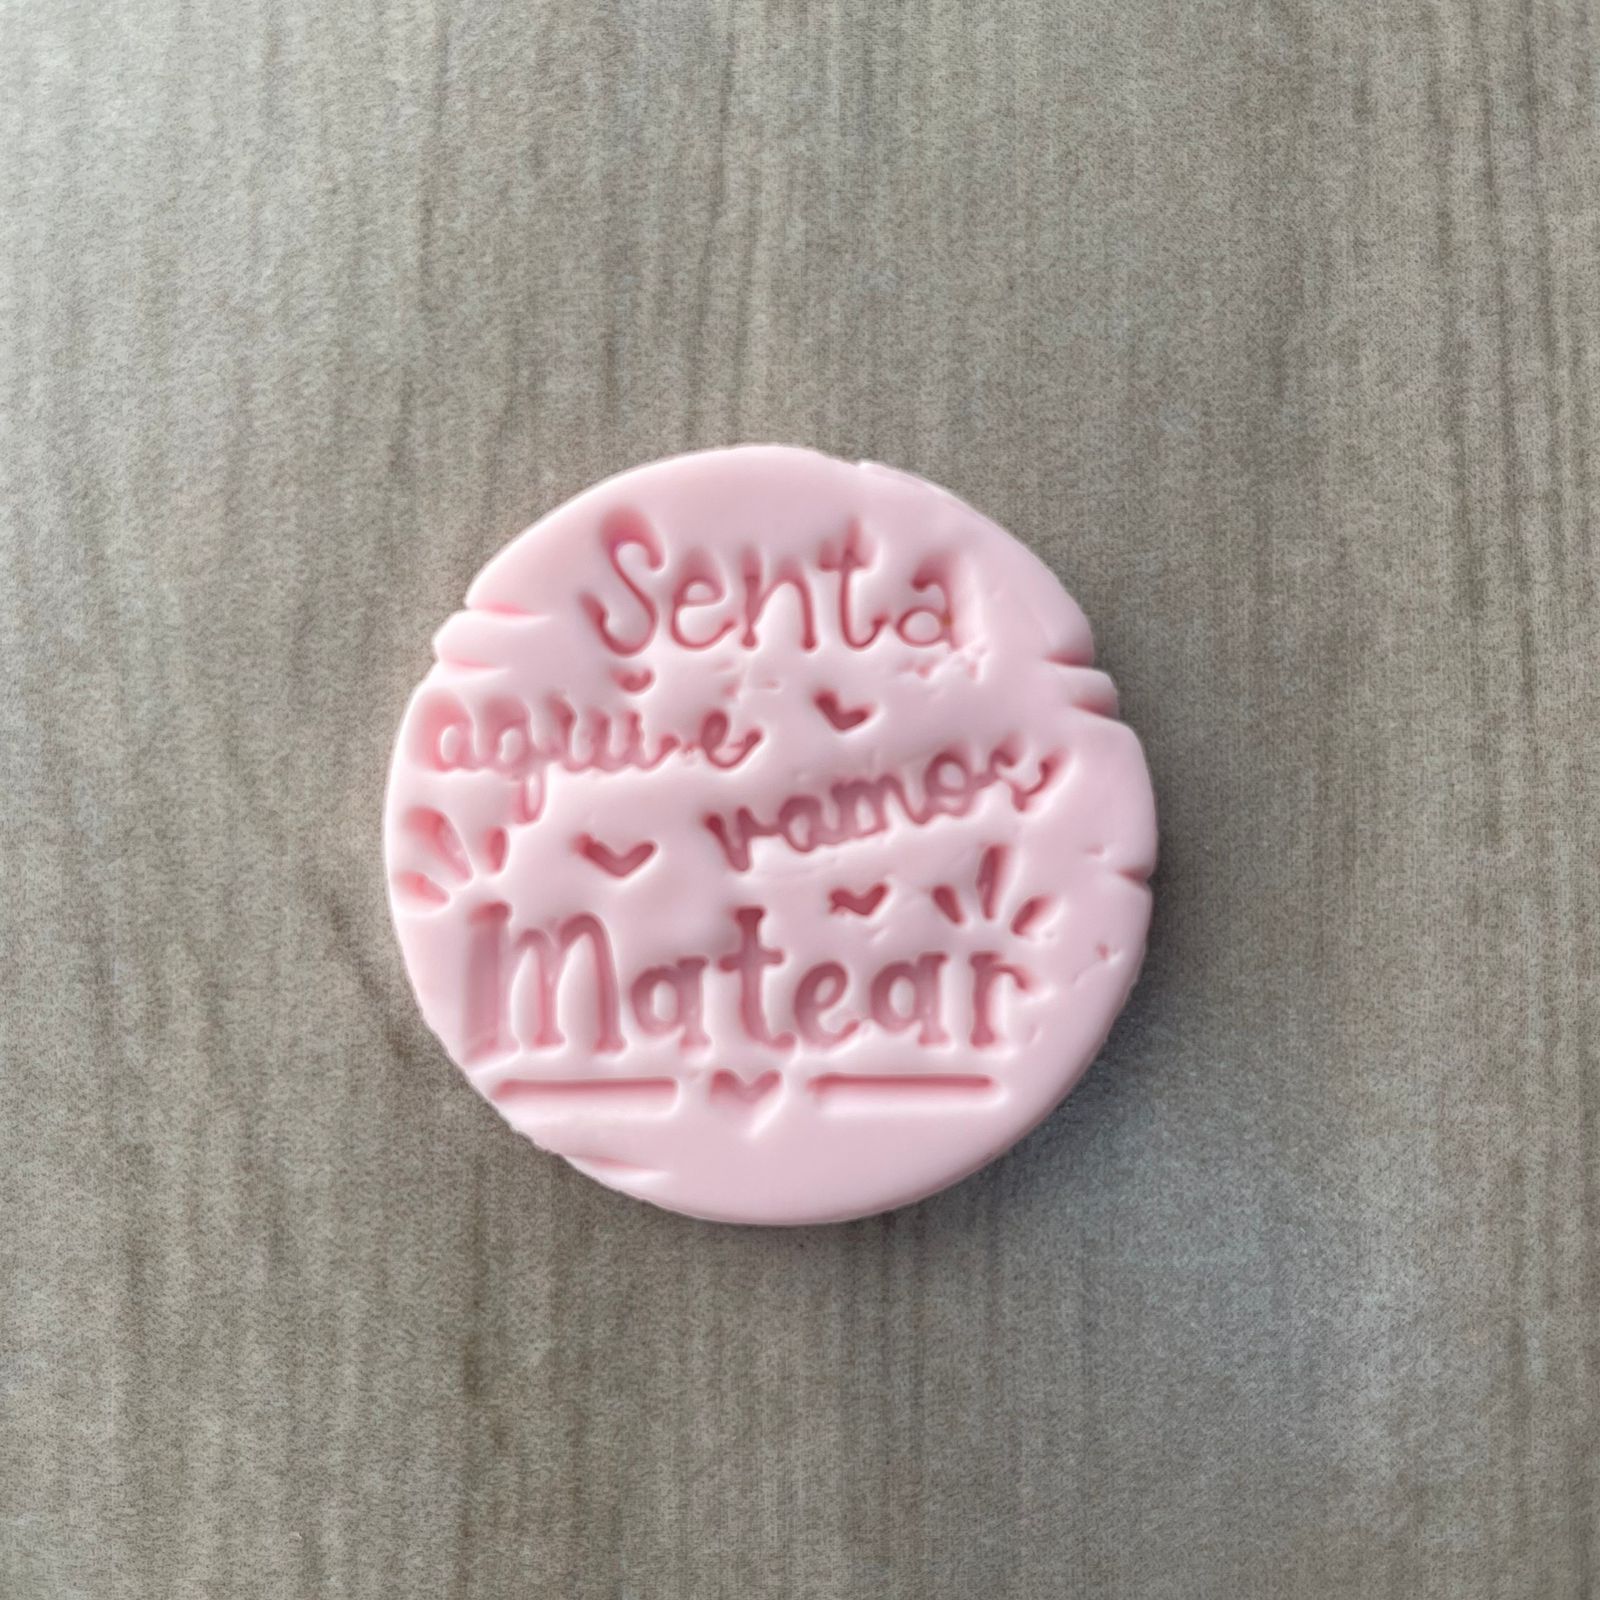 Senta
aqui e
vamos
Matear